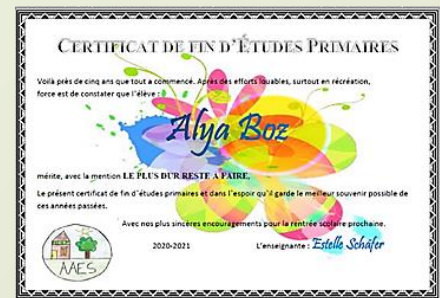 CERTIFICAT DE FIN D'ÉTUDES PRIMAIRES
Voilà près de cinq ans que tout a commencé. Après des efforts louables, surtout en récréation,
force est de constater que l'élève :
Alya Boz
mérite, avec la mention LE PLUS DUR RESTE A FAIRE,
Le présent certificat de fin d'études primaires et dans l'espoir qu'il garde le meilleur souvenir possible de
ces années passées.
Avec nos plus sincères encouragements pour la rentrée scolaire prochaine.
2020-2021 L'enseignante : Estelle Schäfer
AAES